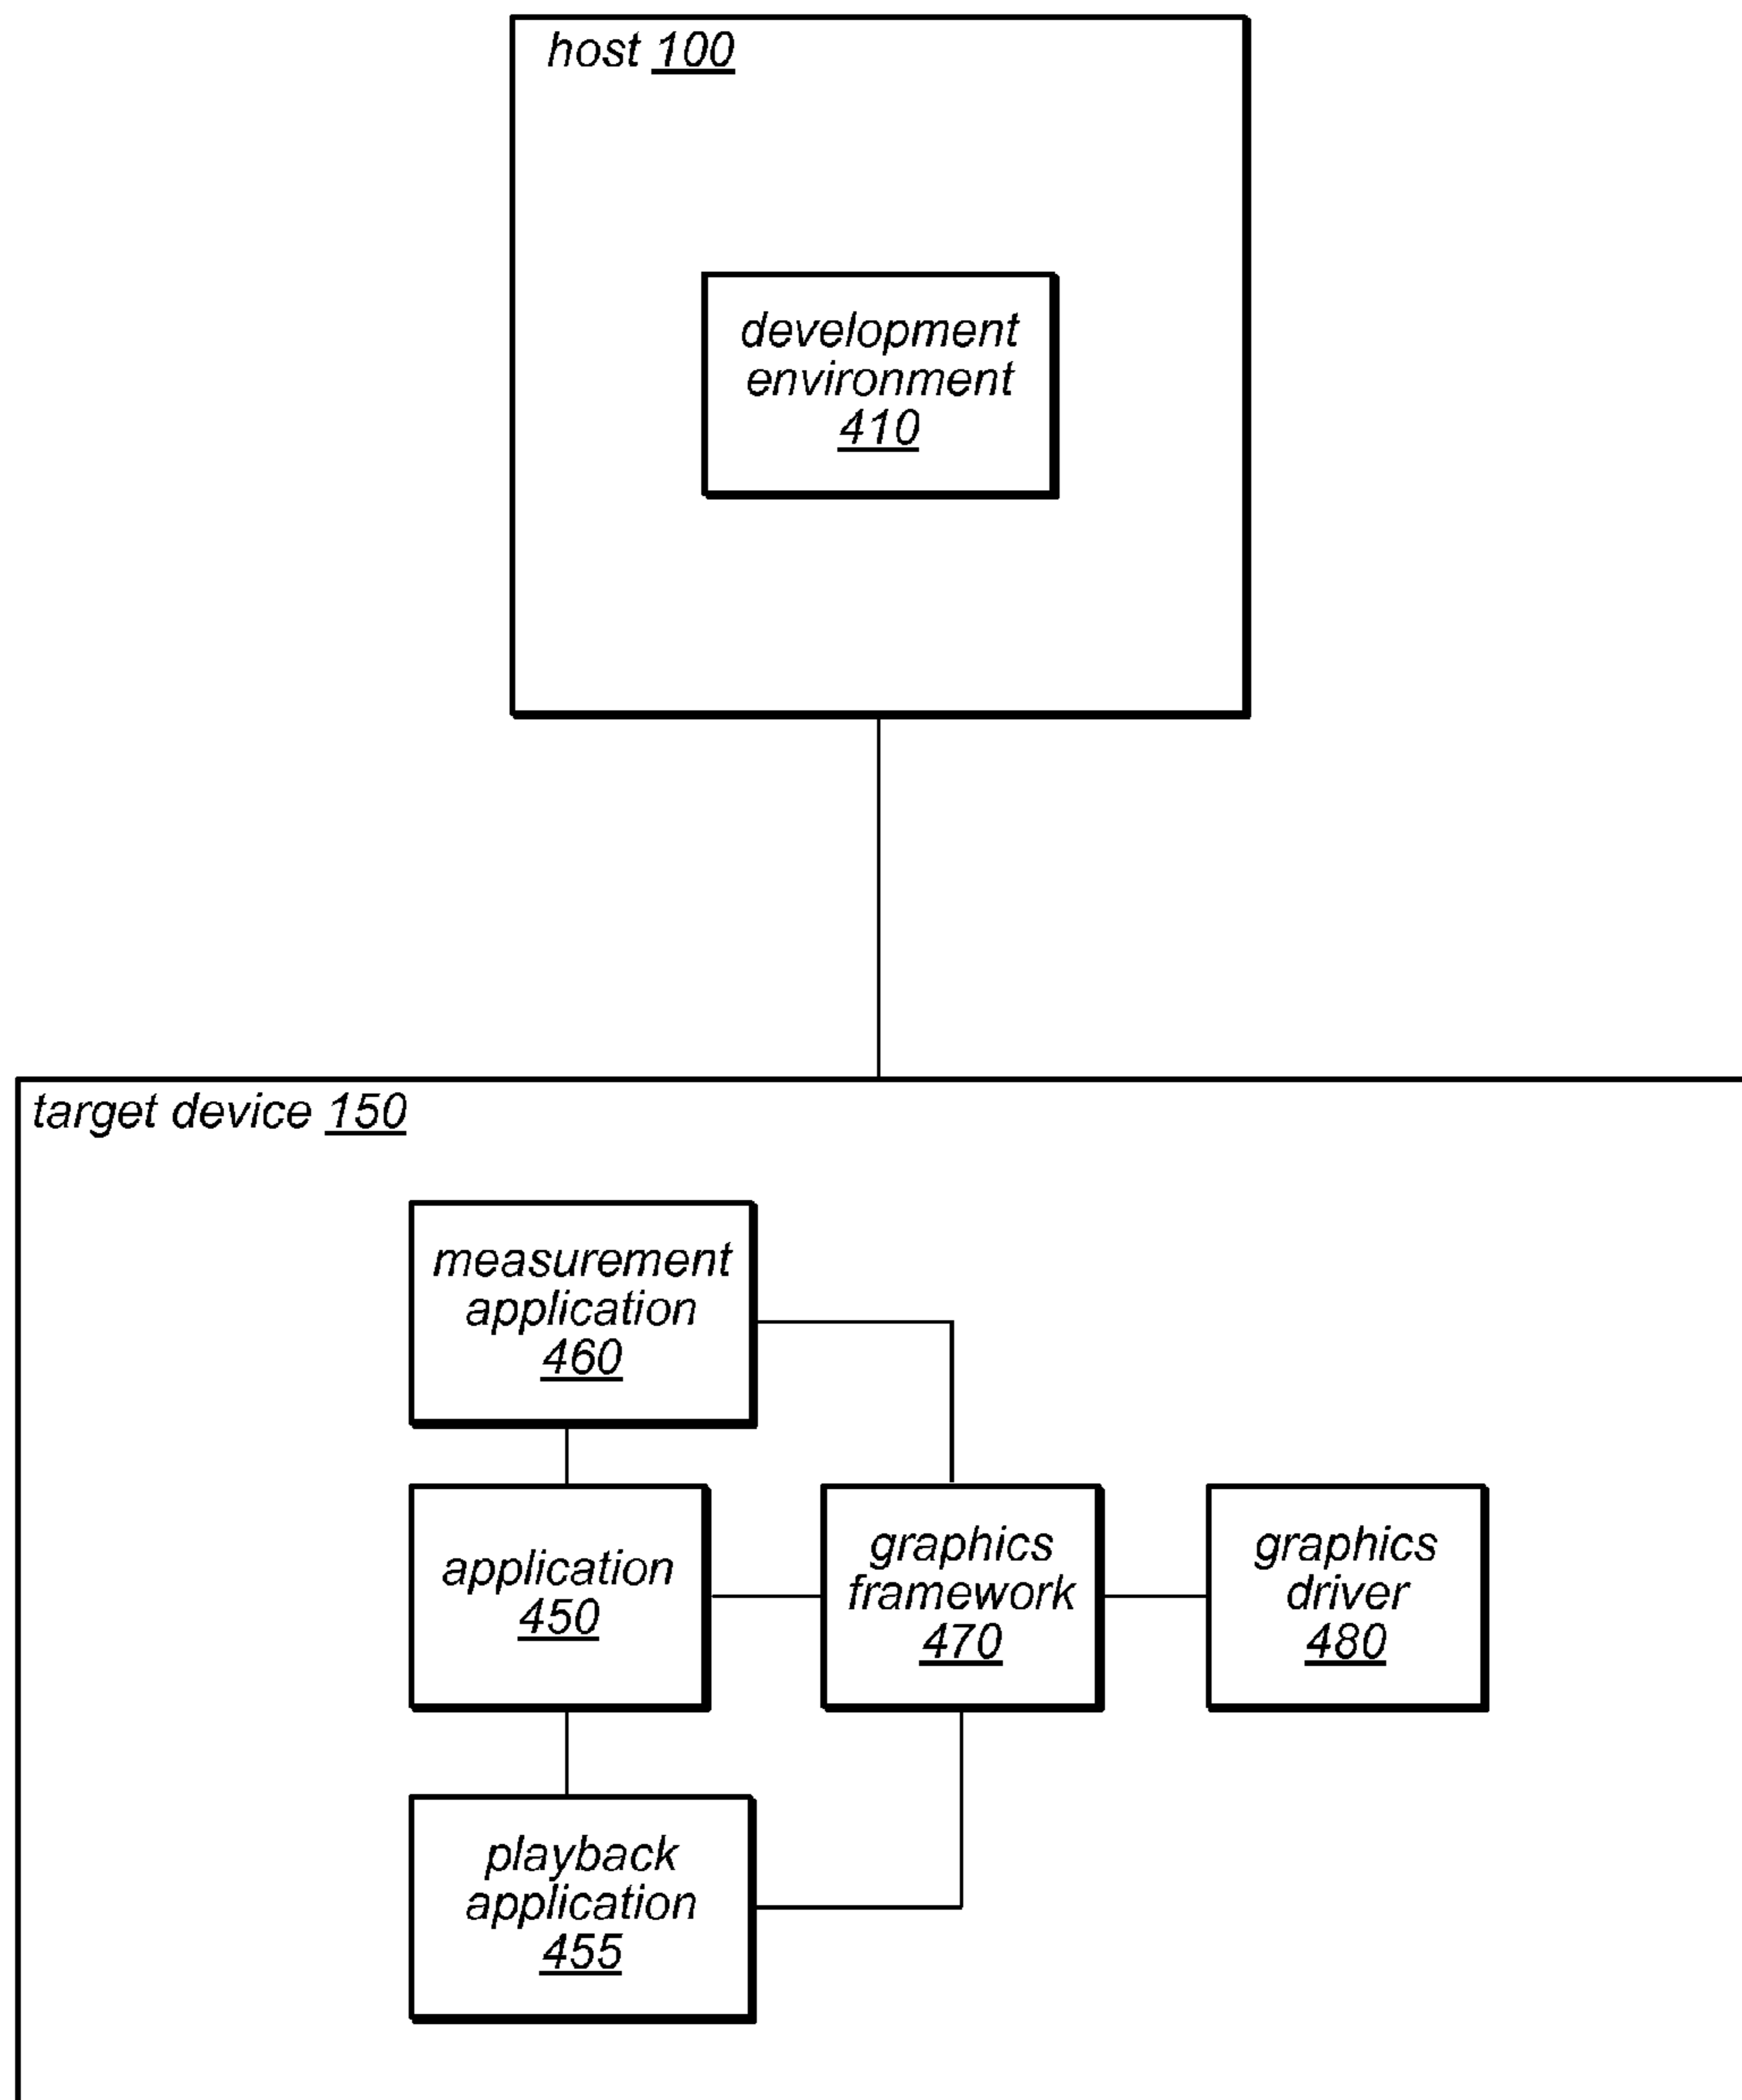 host 100
development
environment
410
target device 150
measurement
application
460
application
450
graphics
framework
470
graphics
driver
480
playback
application
455